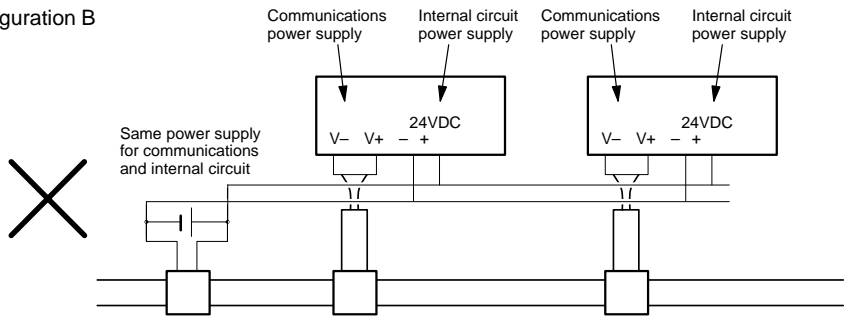 guration B
Communications
power supply
Internal circuit
power supply
Communications
power supply
Internal circuit
power supply
Same power supply
for communications
and internal circuit
24VDC
V– V+ – +
24VDC
V– V+ – +